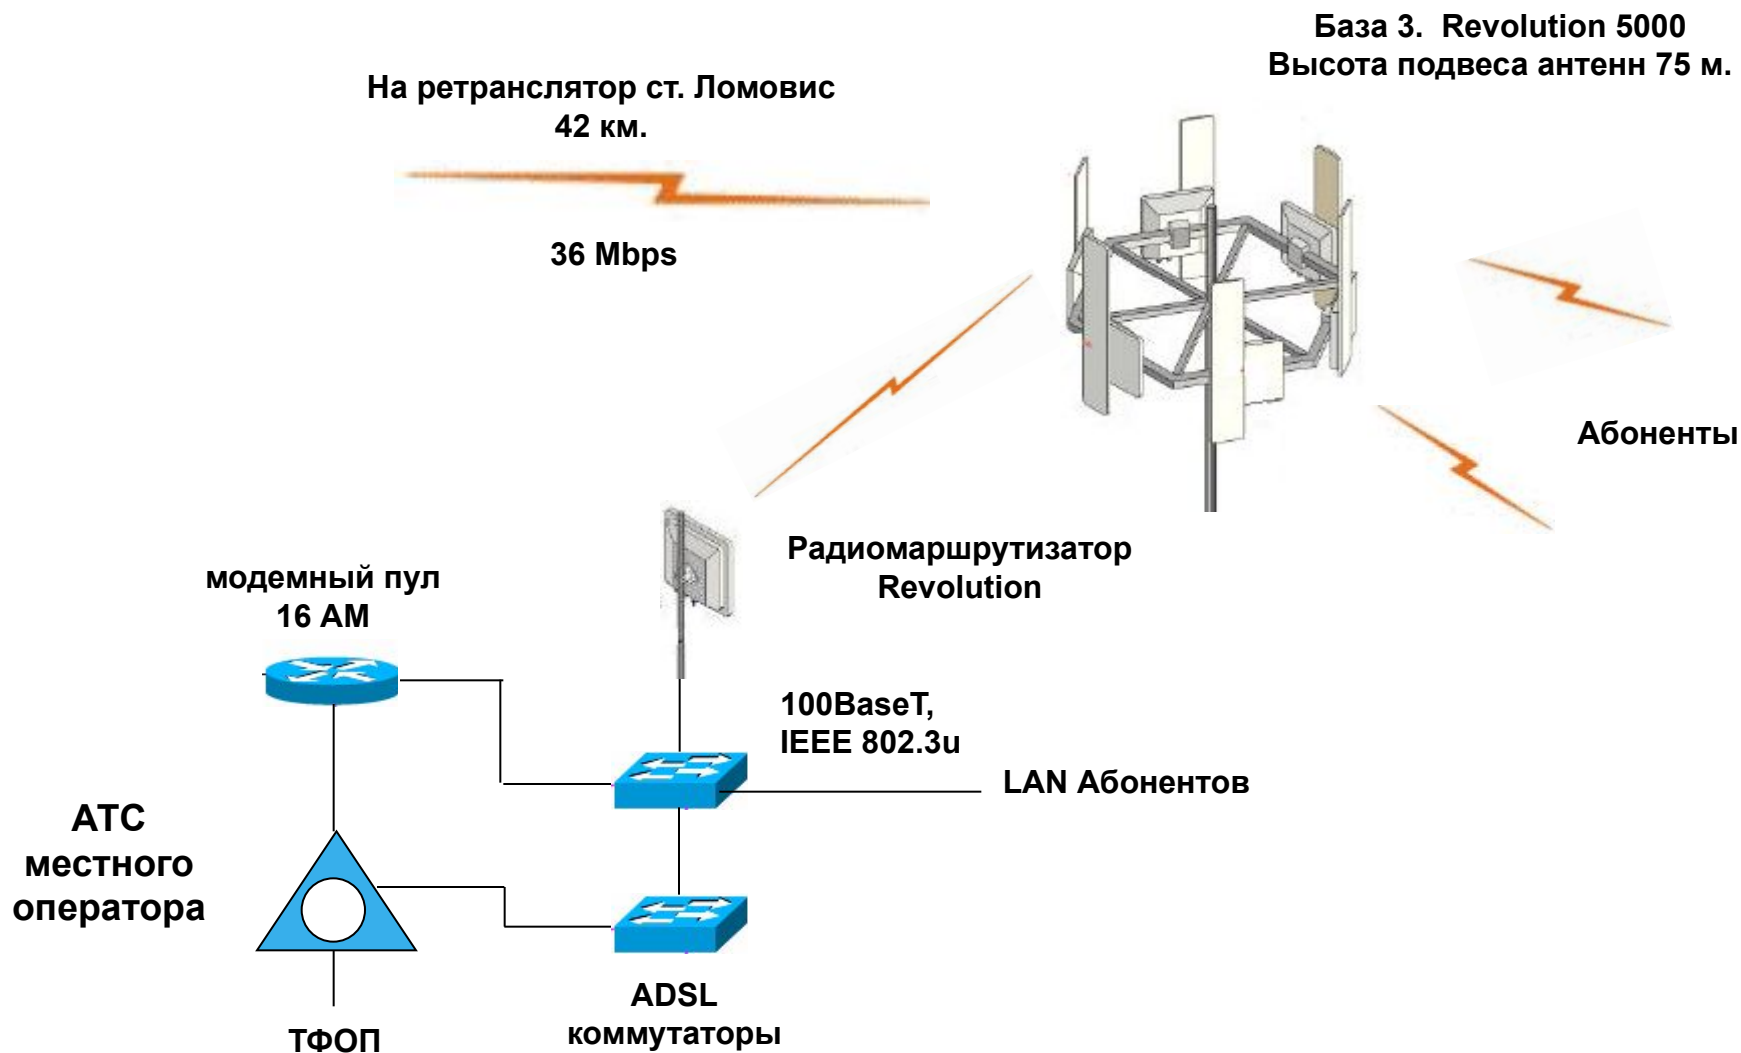 База 3.  Revolution 5000
Высота подвеса антенн 75 м.
На ретранслятор ст. Ломовис
42 км.
36 Mbps
Абоненты
Радиомаршрутизатор
Revolution
модемный пул
16 AM
100BaseT,
IEEE 802.3u
LAN Абонентов
АТС
местного
оператора
ADSL
коммутаторы
ТФОП